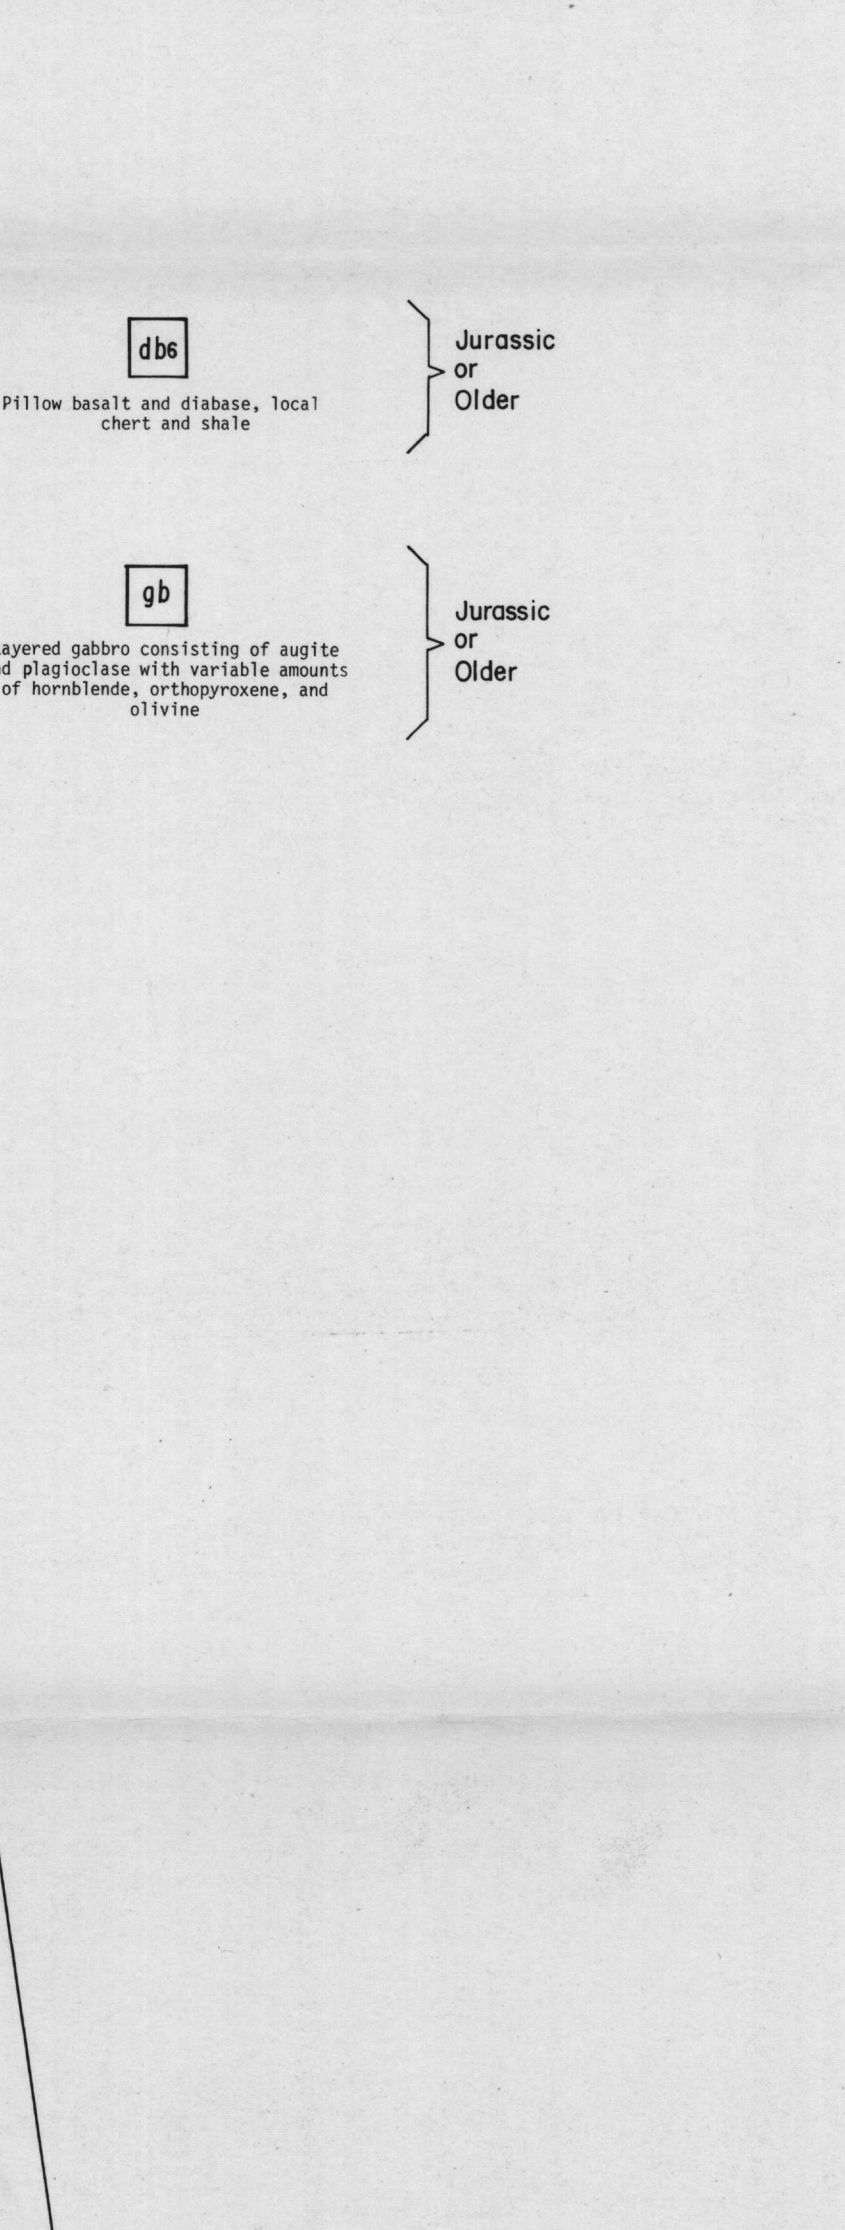 db6
Jurassic
or
Older
Pillow basalt and diabase, local
chert and shale
gb
Jurassic
or
Older
gabbro consisting of augite
plagioclase with variable amounts
of hornblende, orthopyroxene, and
olivine